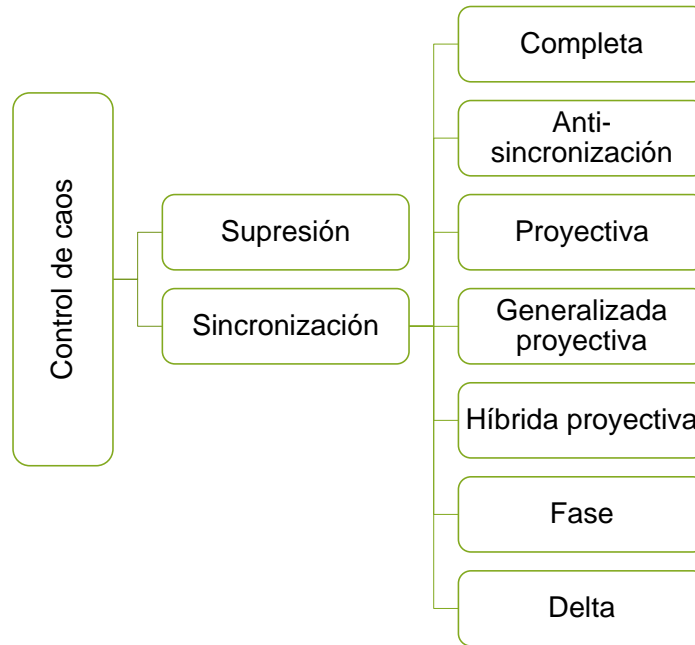 Control de caos
Supresión
Sincronización
Completa
Anti-
sincronización
Proyectiva
Generalizada
proyectiva
Híbrida proyectiva
Fase
Delta